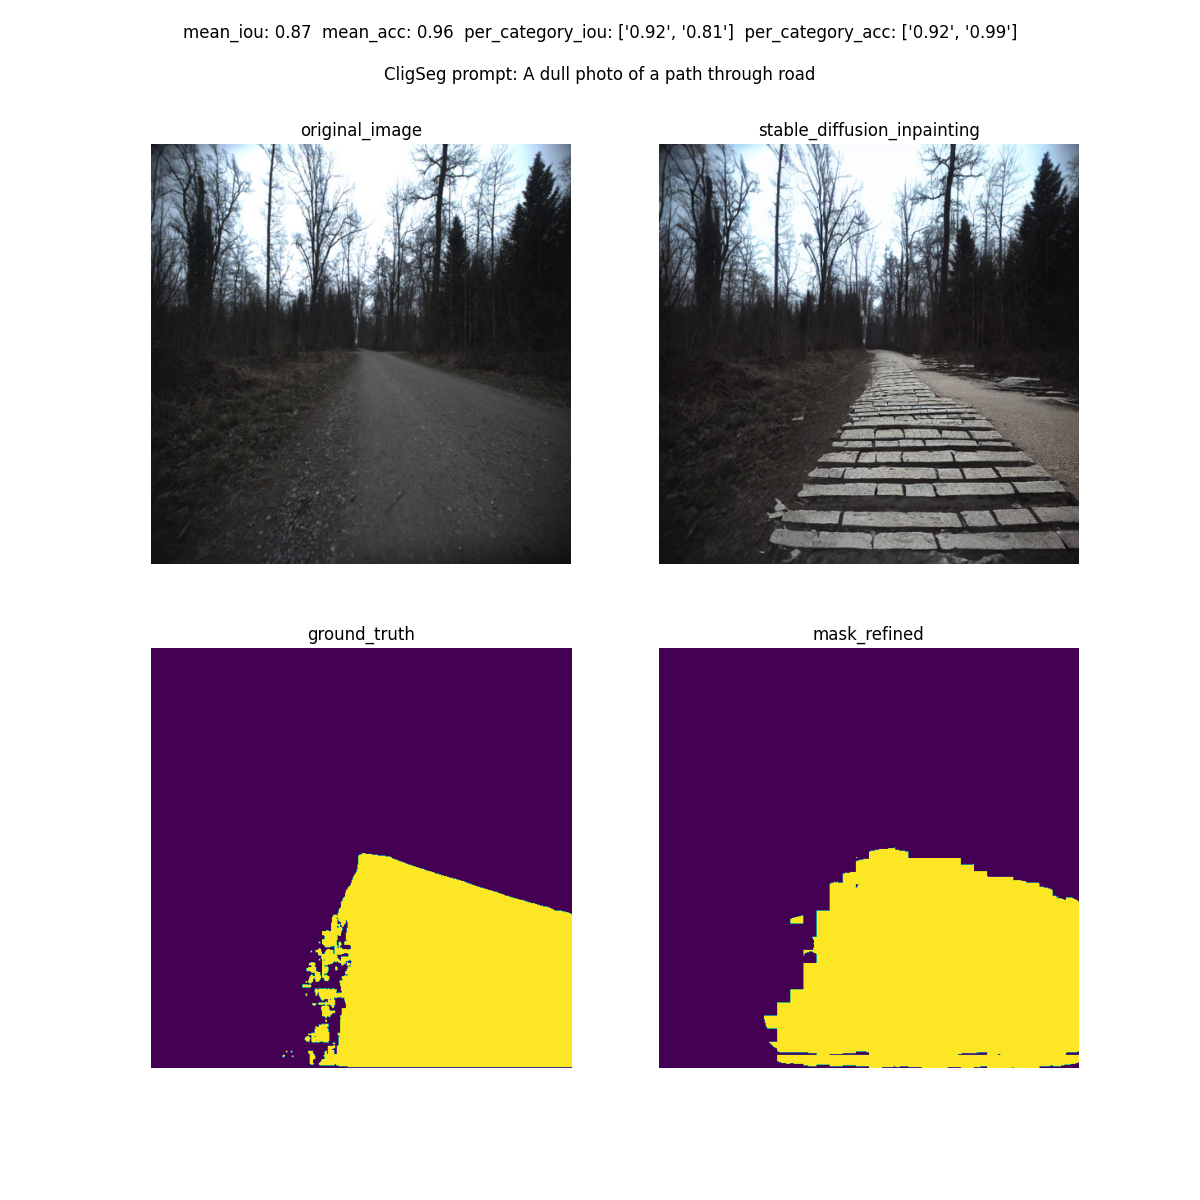 mean_iou: 0.87  mean_acc: 0.96  per_category_iou: ['0.92', '0.81']  per_category_acc: ['0.92', '0.99']
CligSeg prompt: A dull photo of a path through road
original_image
stable_diffusion_inpainting
ground_truth
mask_refined